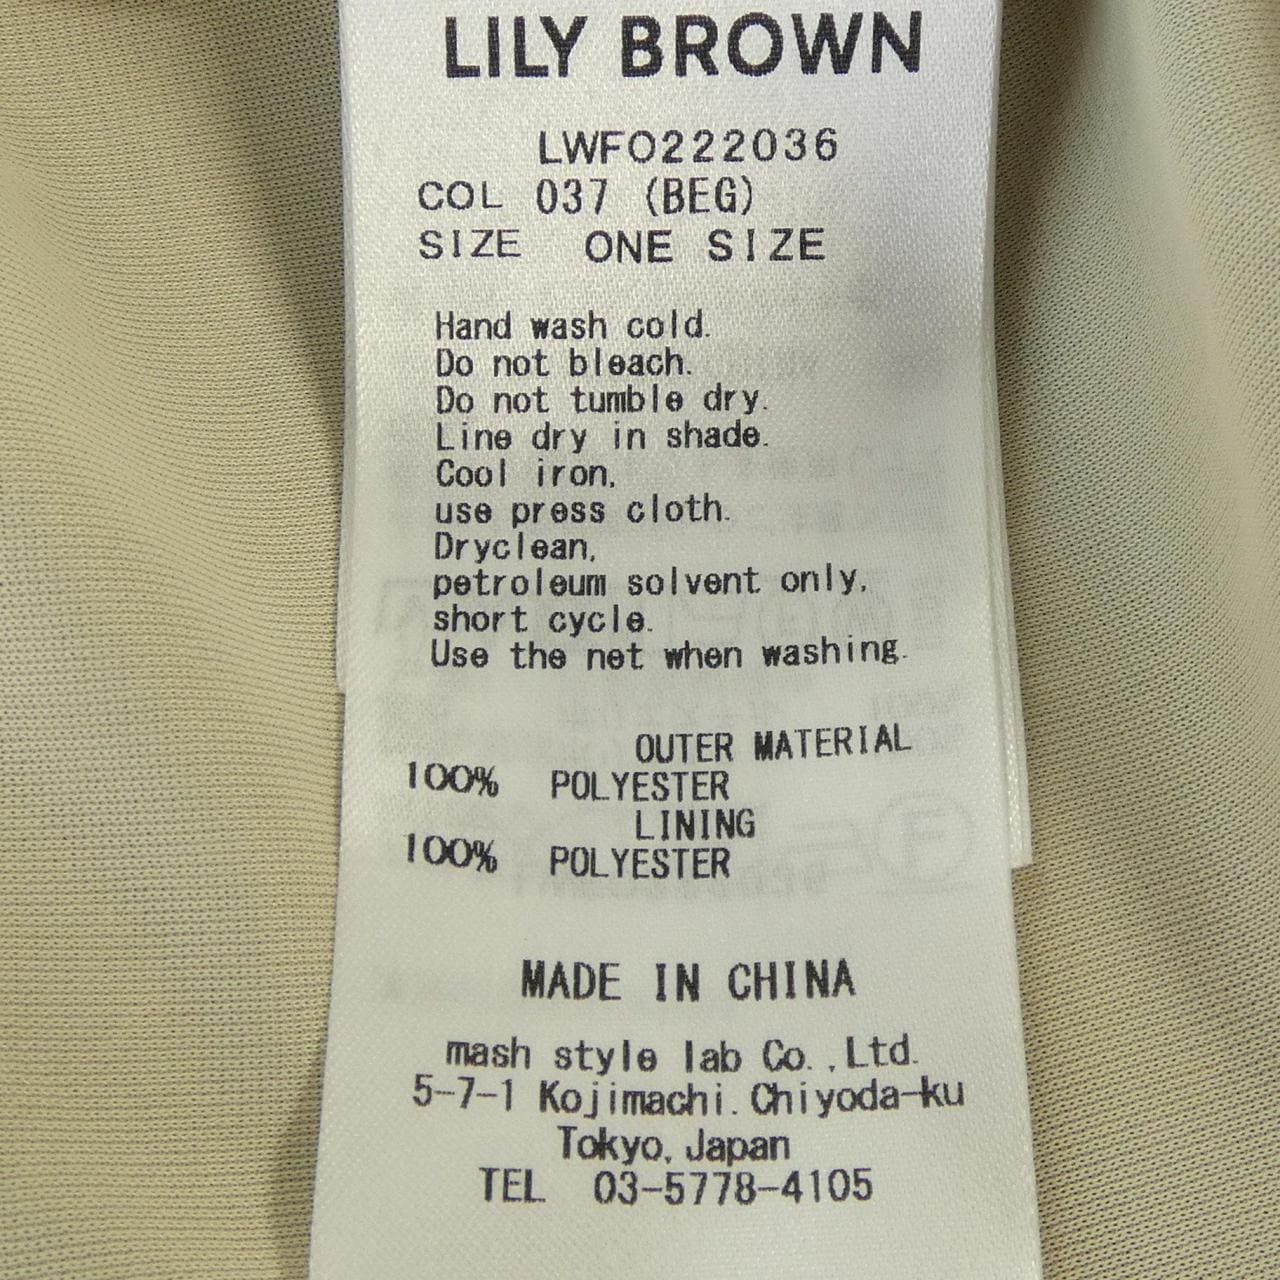 LILY BROWN
LWFO222036
COL 037 (BEG)
SIZE ONE SIZE
Hand wash cold.
Do not bleach.
Do not tumble dry.
Line dry in shade.
Cool iron,
use press cloth.
Dryclean,
petroleum solvent only,
short cycle.
Use the net when washing.
OUTER MATERIAL
100% POLYESTER
LINING
100% POLYESTER
MADE IN CHINA
mash style lab Co.,Ltd.
5-7-1 Kojimachi.Chiyoda-ku
Tokyo,Japan
TEL 03-5778-4105